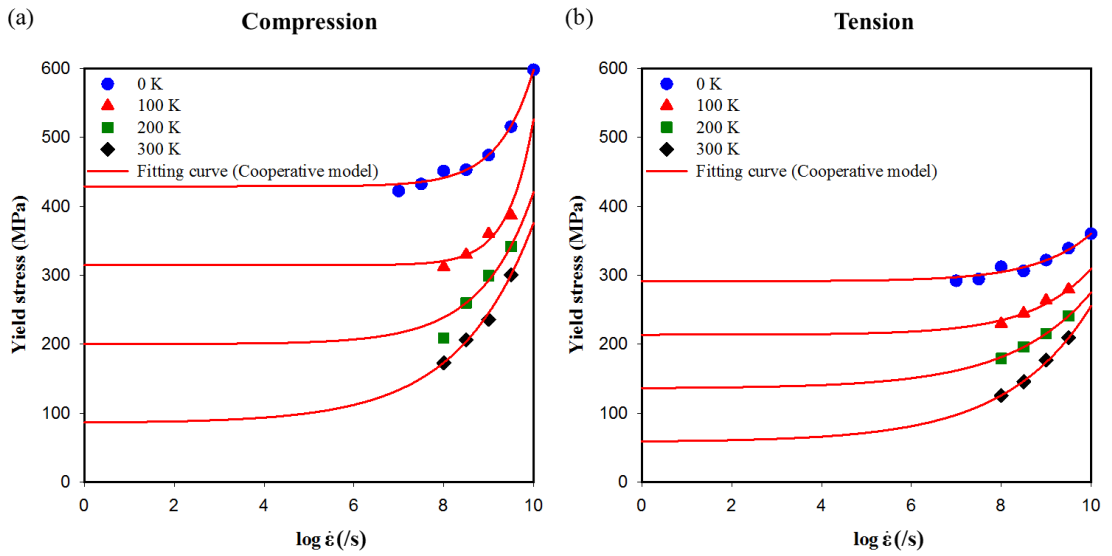 (a)
Compression
Yield stress (MPa)
600
500
400
300
200
100
0
0 K
100 K
200 K
300 K
Fitting curve (Cooperative model)
0
2
4
6
8
10
log ε̇ (/s)
(b)
Tension
Yield stress (MPa)
600
500
400
300
200
100
0
0 K
100 K
200 K
300 K
Fitting curve (Cooperative model)
0
2
4
6
8
10
log ε̇ (/s)